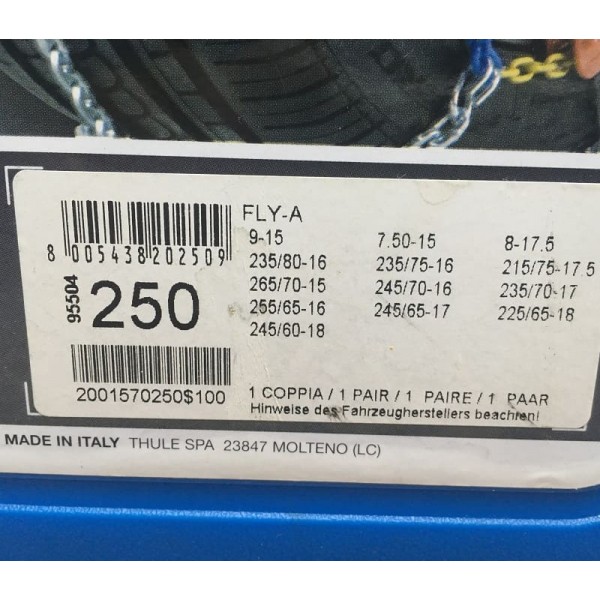 FLY-A
9-15 7.50-15 8-17.5
235/80-16 235/75-16 215/75-17.5
265/70-15 245/70-16 235/70-17
255/65-16 245/65-17 225/65-18
245/60-18
8 005438 202509
95504
250
2001570250$100
1 COPPIA / 1 PAIR / 1 PAIRE / 1 PAAR
Hinweise des Fahrzeugherstellers beachren!
MADE IN ITALY THULE SPA 23847 MOLTENO (LC)